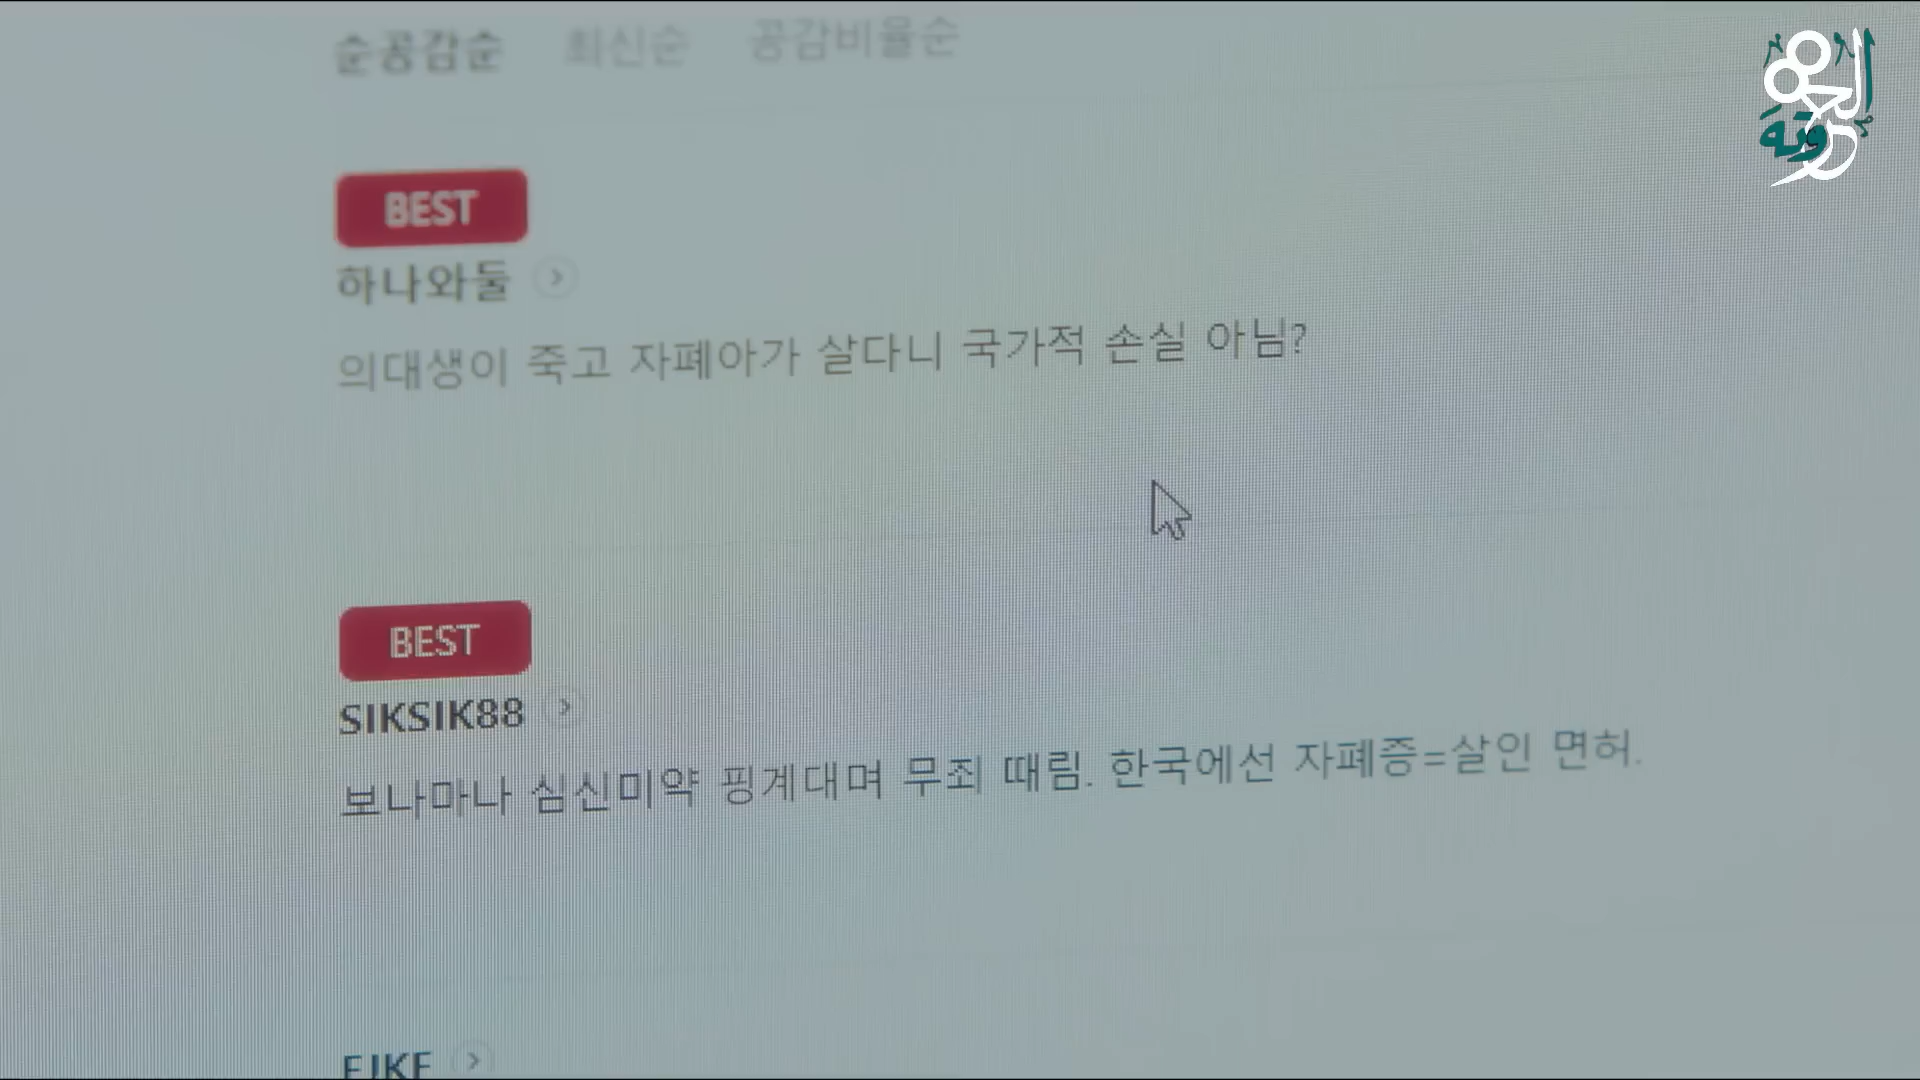 순공감순 최신순 공감비율순
BEST
하나와둘
의대생이 죽고 자폐아가 살다니 국가적 손실 아님?
BEST
SIKSIK88
보나마나 심신미약 핑계대며 무죄 때림. 한국에선 자폐증=살인 면허.